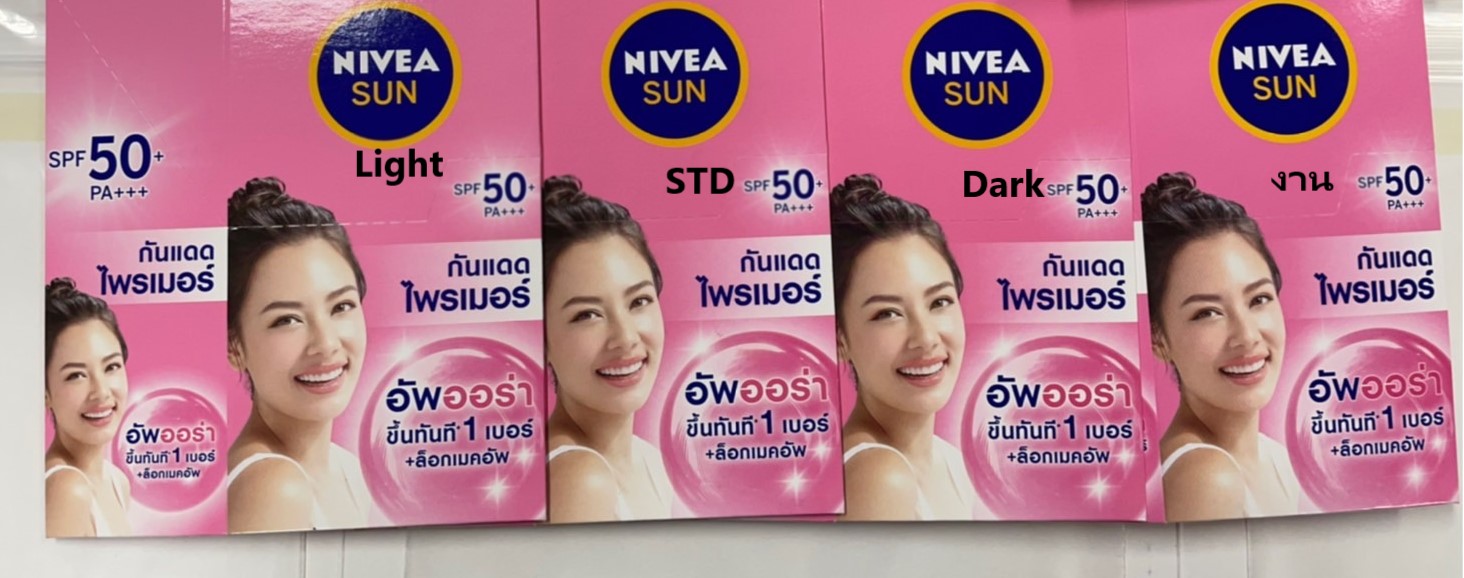 SPF 50+
PA+++
กันแดด
ไพรเมอร์
อัพออร่า
ขึ้นทันที 1 เบอร์
+ล็อกเมคอัพ
NIVEA
SUN
Light
SPF 50+
PA+++
กันแดด
ไพรเมอร์
อัพออร่า
ขึ้นทันที* 1 เบอร์
+ล็อกเมคอัพ
NIVEA
SUN
STD
SPF 50+
PA+++
กันแดด
ไพรเมอร์
อัพออร่า
ขึ้นทันที* 1 เบอร์
+ล็อกเมคอัพ
NIVEA
SUN
Dark
SPF 50+
PA+++
กันแดด
ไพรเมอร์
อัพออร่า
ขึ้นทันที* 1 เบอร์
+ล็อกเมคอัพ
NIVEA
SUN
งาน
SPF 50+
PA+++
กันแดด
ไพรเมอร์
อัพออร่า
ขึ้นทันที* 1 เบอร์
+ล็อกเมคอัพ